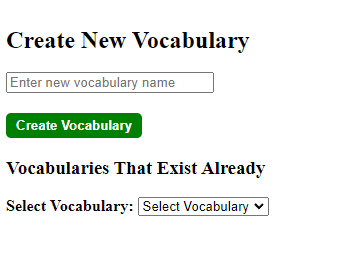 Create New Vocabulary
Enter new vocabulary name
Create Vocabulary
Vocabularies That Exist Already
Select Vocabulary: Select Vocabulary